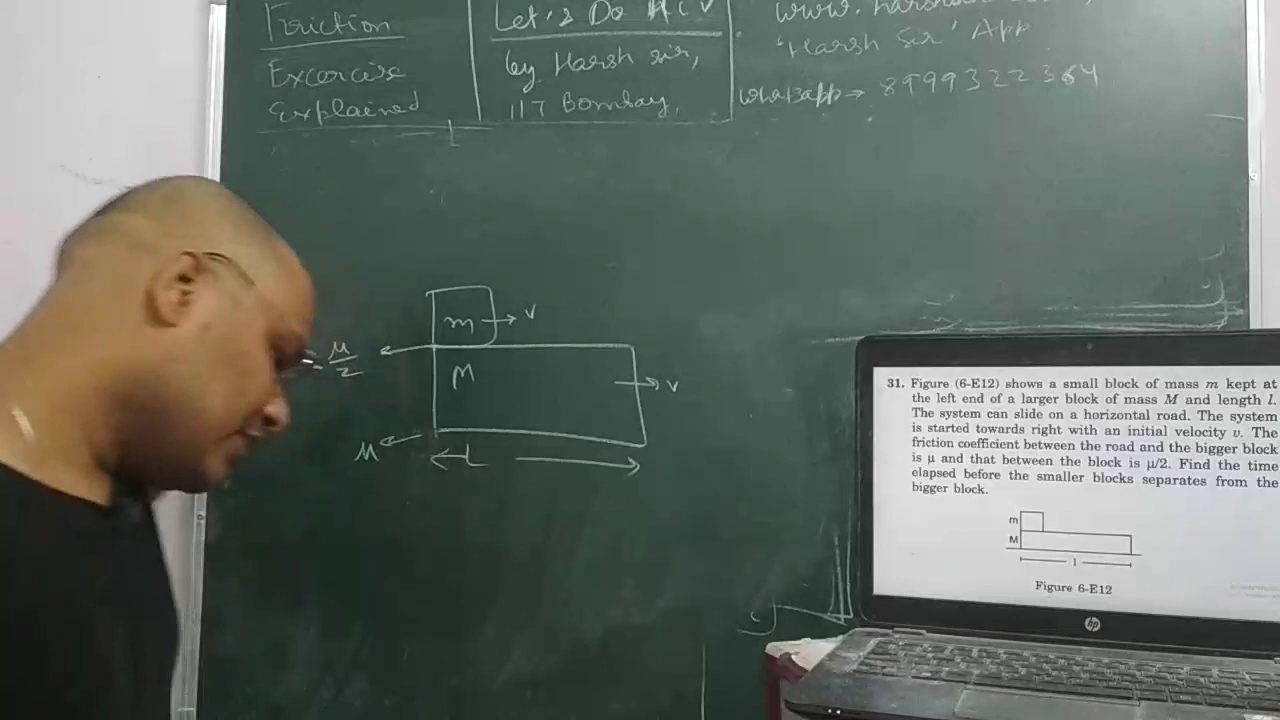 Friction
Excercise
Explained
Let's Do HCV
by Harsh sir,
IIT Bombay,
www.
'Harsh Sir' App
Whatsapp → 8999322364
m → v
μ/2
M
→ v
μ
L
31. Figure (6-E12) shows a small block of mass m kept at
the left end of a larger block of mass M and length l.
The system can slide on a horizontal road. The system
is started towards right with an initial velocity v. The
friction coefficient between the road and the bigger block
is μ and that between the block is μ/2. Find the time
elapsed before the smaller blocks separates from the
bigger block.
m
M
l
Figure 6-E12
hp